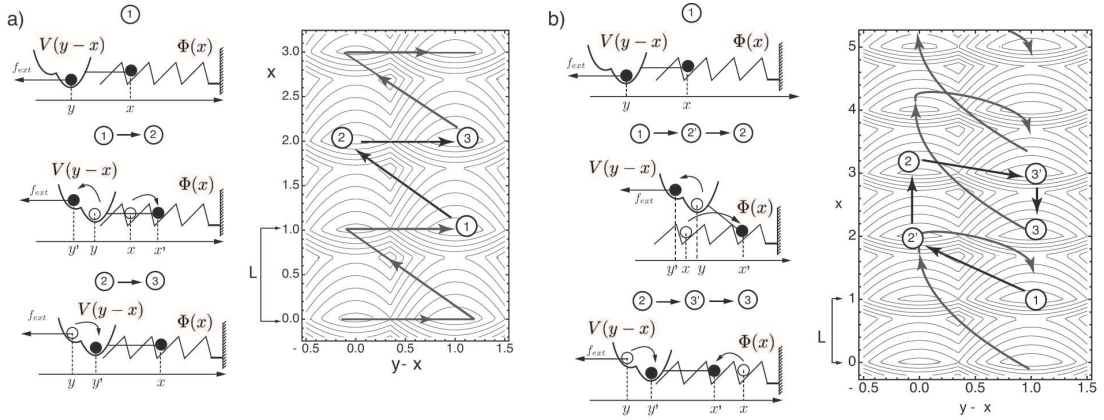 a)
①
V(y − x)
Φ(x)
f_ext
y
x
① → ②
V(y − x)
Φ(x)
f_ext
y'
y
x
x'
② → ③
V(y − x)
Φ(x)
f_ext
y
y'
x
x
3.0
2.5
2.0
1.5
1.0
0.5
0.0
L
②
③
①
- 0.5
0.0
0.5
1.0
1.5
y - x
b)
①
V(y − x)
Φ(x)
f_ext
y
x
① → ②' → ②
V(y − x)
Φ(x)
f_ext
y'
x
y
x'
② → ③' → ③
V(y − x)
Φ(x)
f_ext
y
y'
x'
x
x
5
4
3
2
1
0
L
②
③'
②'
③
①
- 0.5
0.0
0.5
1.0
1.5
y - x